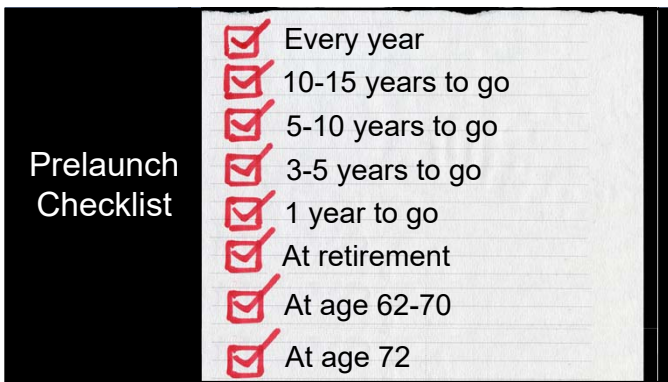 Prelaunch
Checklist
Every year
10-15 years to go
5-10 years to go
3-5 years to go
1 year to go
At retirement
At age 62-70
At age 72